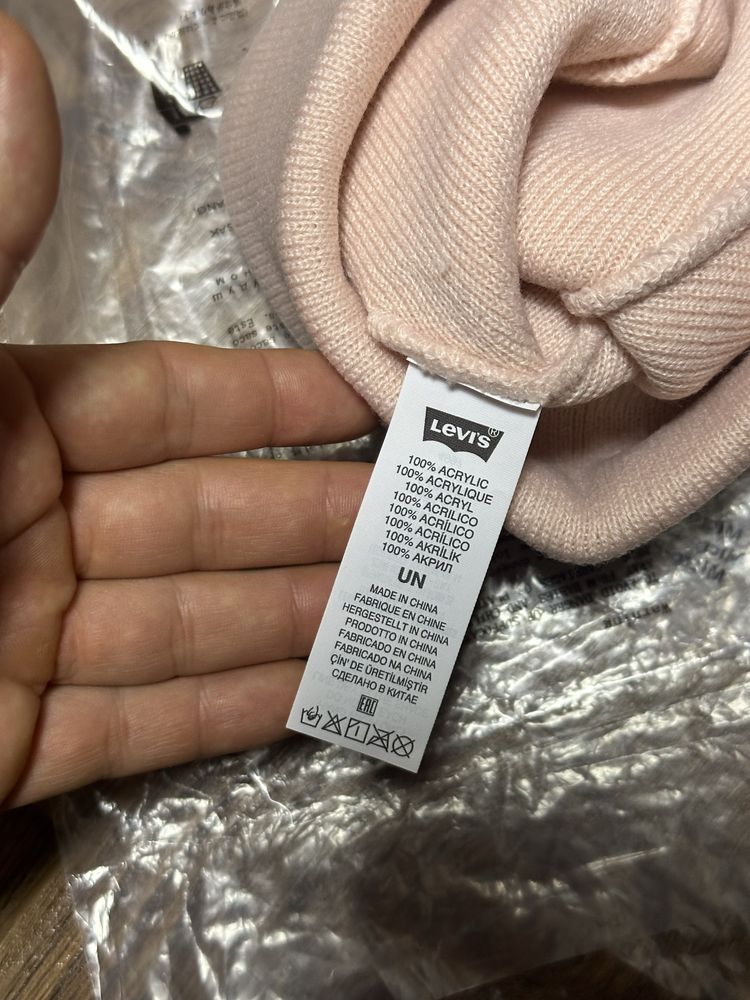 Levi's®
100% ACRYLIC
100% ACRYLIQUE
100% ACRYL
100% ACRILICO
100% ACRÍLICO
100% ACRÍLICO
100% AKRİLİK
100% АКРИЛ
UN
MADE IN CHINA
FABRIQUE EN CHINE
HERGESTELLT IN CHINA
PRODOTTO IN CHINA
FABRICADO EN CHINA
FABRICADO NA CHINA
ÇİN' DE ÜRETİLMİŞTİR
СДЕЛАНО В КИТАЕ
EAC